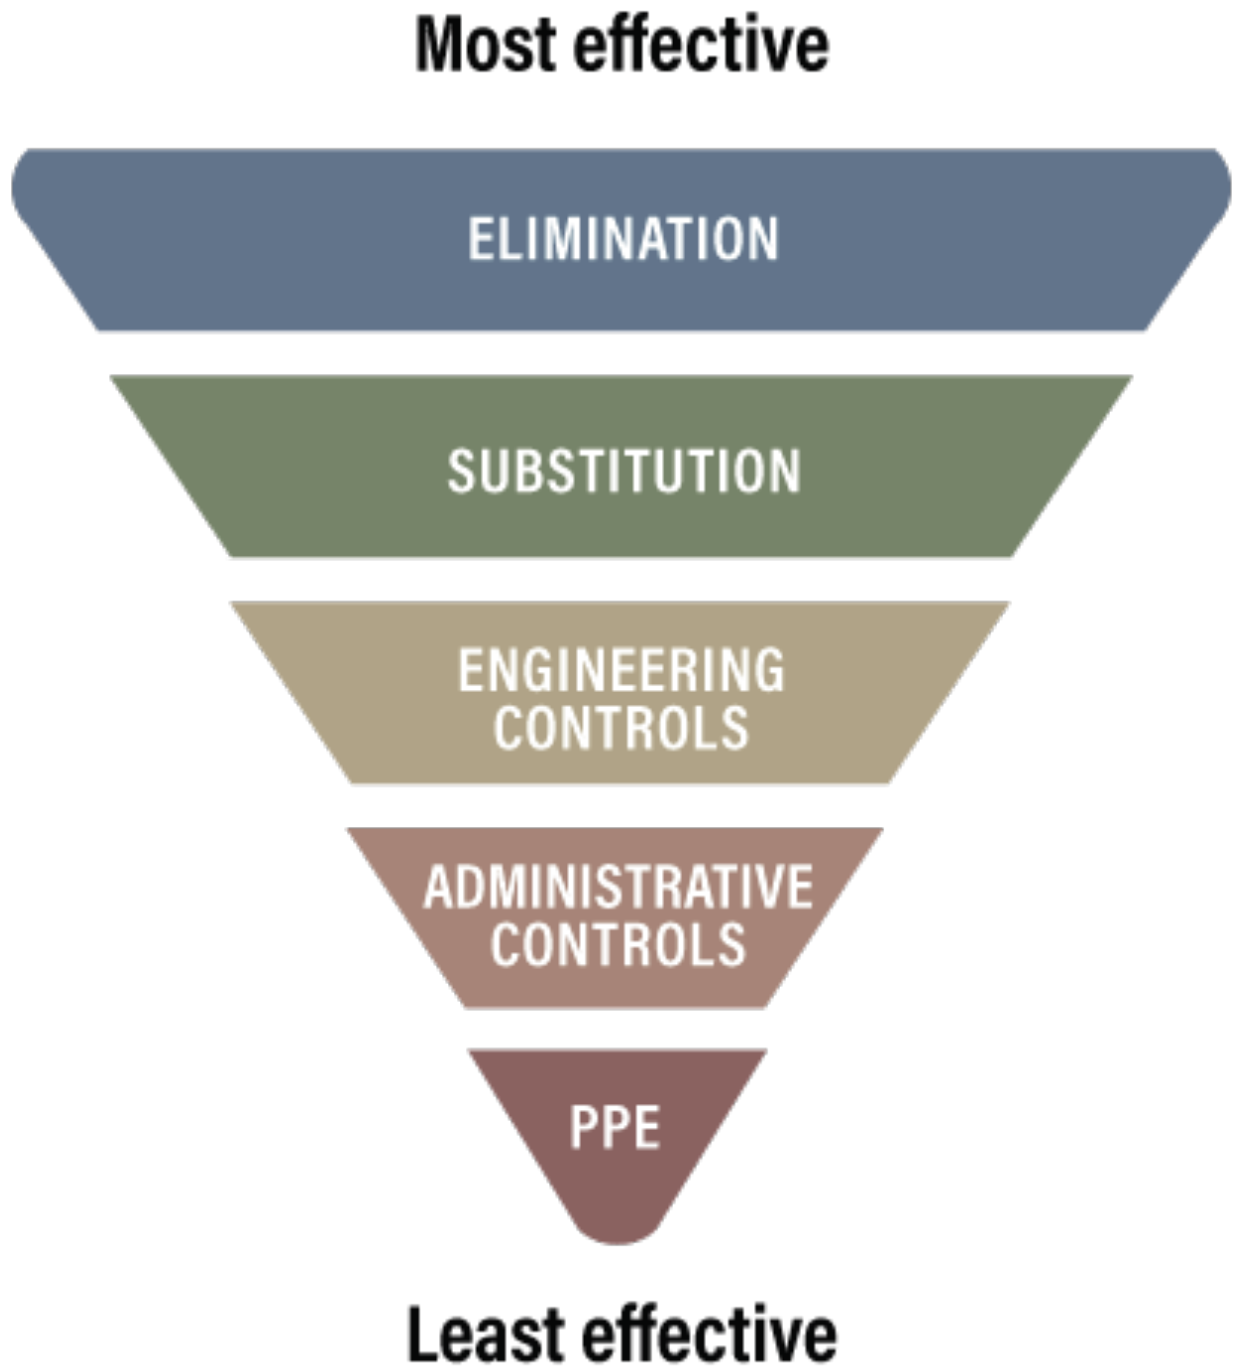 Most effective
ELIMINATION
SUBSTITUTION
ENGINEERING
CONTROLS
ADMINISTRATIVE
CONTROLS
PPE
Least effective